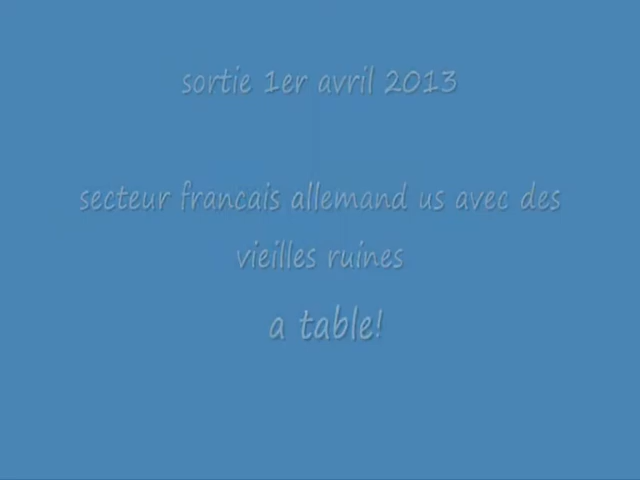 sortie 1er avril 2013
secteur francais allemand us avec des
vieilles ruines
a table!